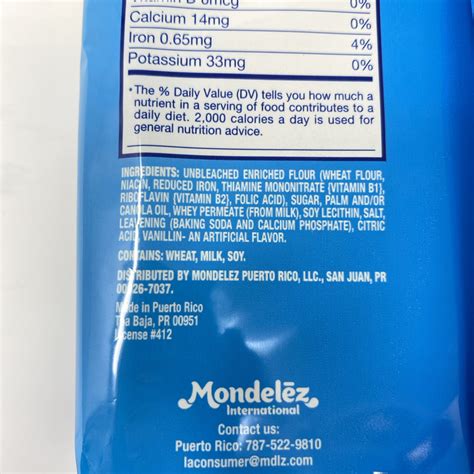 Vitamin D 0mcg 0%
Calcium 14mg 0%
Iron 0.65mg 4%
Potassium 33mg 0%
*The % Daily Value (DV) tells you how much a
nutrient in a serving of food contributes to a
daily diet. 2,000 calories a day is used for
general nutrition advice.
INGREDIENTS: UNBLEACHED ENRICHED FLOUR (WHEAT FLOUR,
NIACIN, REDUCED IRON, THIAMINE MONONITRATE {VITAMIN B1},
RIBOFLAVIN {VITAMIN B2}, FOLIC ACID), SUGAR, PALM AND/OR
CANOLA OIL, WHEY PERMEATE (FROM MILK), SOY LECITHIN, SALT,
LEAVENING (BAKING SODA AND CALCIUM PHOSPHATE), CITRIC
ACID, VANILLIN- AN ARTIFICIAL FLAVOR.
CONTAINS: WHEAT, MILK, SOY.
DISTRIBUTED BY MONDELEZ PUERTO RICO, LLC., SAN JUAN, PR
00926-7037.
Made in Puerto Rico
Toa Baja, PR 00951
License #412
Mondelēz
International
Contact us:
Puerto Rico: 787-522-9810
laconsumer@mdlz.com